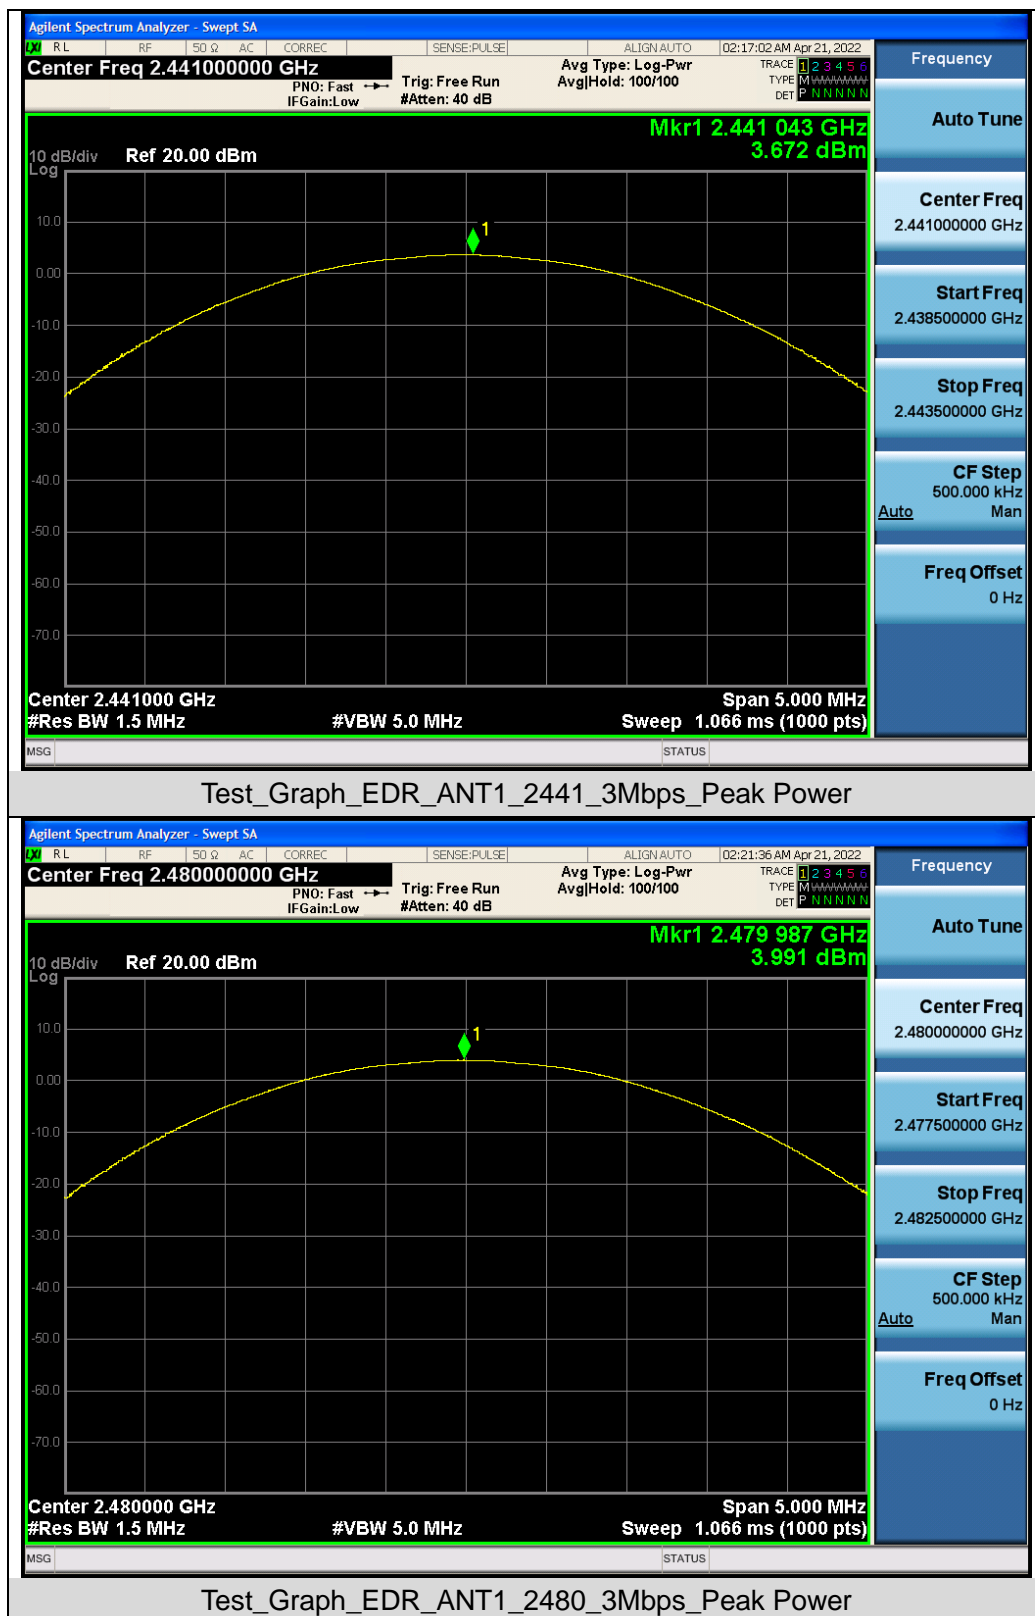 Agilent Spectrum Analyzer - Swept SA
LXI RL RF 50 Ω AC CORREC SENSE:PULSE ALIGN AUTO 02:17:02 AM Apr 21, 2022
Center Freq 2.441000000 GHz
PNO: Fast
IFGain:Low
Trig: Free Run
#Atten: 40 dB
Avg Type: Log-Pwr
Avg|Hold: 100/100
TRACE 1 2 3 4 5 6
TYPE M
DET P N N N N N
Mkr1 2.441 043 GHz
3.672 dBm
10 dB/div Ref 20.00 dBm
Log
1
10.0
0.00
-10.0
-20.0
-30.0
-40.0
-50.0
-60.0
-70.0
Center 2.441000 GHz Span 5.000 MHz
#Res BW 1.5 MHz #VBW 5.0 MHz Sweep 1.066 ms (1000 pts)
MSG STATUS
Frequency
Auto Tune
Center Freq
2.441000000 GHz
Start Freq
2.438500000 GHz
Stop Freq
2.443500000 GHz
CF Step
500.000 kHz
Auto Man
Freq Offset
0 Hz
Test_Graph_EDR_ANT1_2441_3Mbps_Peak Power
Agilent Spectrum Analyzer - Swept SA
LXI RL RF 50 Ω AC CORREC SENSE:PULSE ALIGN AUTO 02:21:36 AM Apr 21, 2022
Center Freq 2.480000000 GHz
PNO: Fast
IFGain:Low
Trig: Free Run
#Atten: 40 dB
Avg Type: Log-Pwr
Avg|Hold: 100/100
TRACE 1 2 3 4 5 6
TYPE M
DET P N N N N N
Mkr1 2.479 987 GHz
3.991 dBm
10 dB/div Ref 20.00 dBm
Log
1
10.0
0.00
-10.0
-20.0
-30.0
-40.0
-50.0
-60.0
-70.0
Center 2.480000 GHz Span 5.000 MHz
#Res BW 1.5 MHz #VBW 5.0 MHz Sweep 1.066 ms (1000 pts)
MSG STATUS
Frequency
Auto Tune
Center Freq
2.480000000 GHz
Start Freq
2.477500000 GHz
Stop Freq
2.482500000 GHz
CF Step
500.000 kHz
Auto Man
Freq Offset
0 Hz
Test_Graph_EDR_ANT1_2480_3Mbps_Peak Power